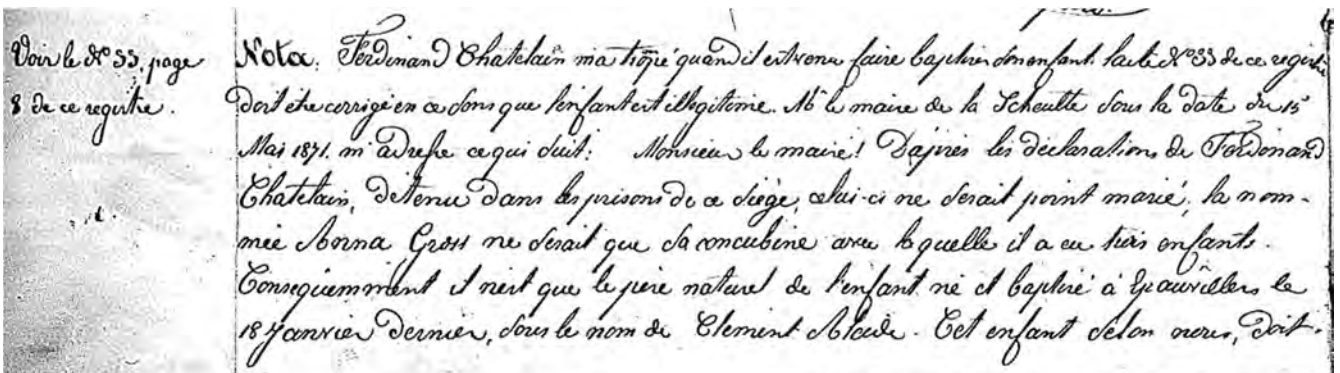 Voir le N° 33, page
8 de ce registre.
Nota. Ferdinand Chatelain m'a trompé quand il est venu faire baptiser son enfant. L'acte N° 33 de ce registre
doit être corrigé en ce sens que l'enfant est illegitime. Mr le maire de la Scheulte sous la date du 15
Mai 1871. m'adresse ce qui suit: Monsieur le maire! D'après les déclarations de Ferdinand
Chatelain, détenu dans les prisons de ce siège, celui-ci ne serait point marié, la nom-
mée Anna Gross ne serait que sa concubine avec laquelle il a eu trois enfants.
Conséquemment il n'est que le père naturel de l'enfant né et baptisé à Epauvillers le
18 Janvier dernier, sous le nom de Clement Alcide. Cet enfant selon nous, doit-